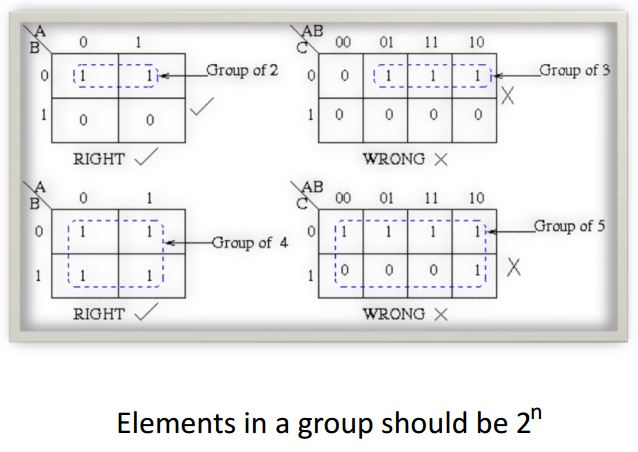 A
B
0 1
0 1 1
Group of 2
1 0 0
RIGHT ✓
✓
AB
C
00 01 11 10
0 0 1 1 1
Group of 3
X
1 0 0 0 0
WRONG X
A
B
0 1
0 1 1
Group of 4
1 1 1
RIGHT ✓
AB
C
00 01 11 10
0 1 1 1 1
Group of 5
1 0 0 0 1
X
WRONG X
Elements in a group should be 2ⁿ